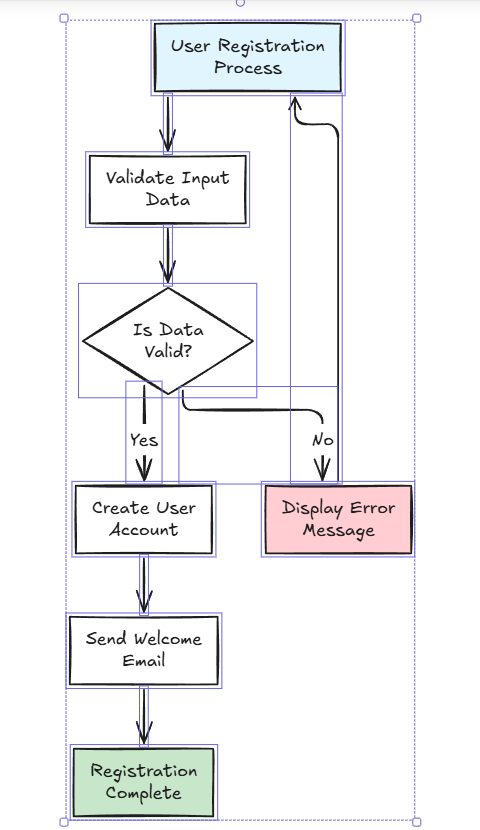 User Registration
Process
Validate Input
Data
Is Data
Valid?
Yes
No
Create User
Account
Display Error
Message
Send Welcome
Email
Registration
Complete